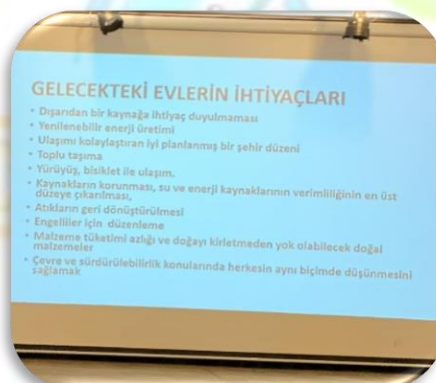 GELECEKTEKİ EVLERİN İHTİYAÇLARI
• Dışarıdan bir kaynağa ihtiyaç duyulmaması
• Yenilenebilir enerji üretimi
• Ulaşımı kolaylaştıran iyi planlanmış bir şehir düzeni
• Toplu taşıma
• Yürüyüş, bisiklet ile ulaşım.
• Kaynakların korunması, su ve enerji kaynaklarının verimliliğinin en üst
düzeye çıkarılması,
• Atıkların geri dönüştürülmesi
• Engelliler için düzenleme
• Malzeme tüketimi azlığı ve doğayı kirletmeden yok olabilecek doğal
malzemeler
• Çevre ve sürdürülebilirlik konularında herkesin aynı biçimde düşünmesini
sağlamak